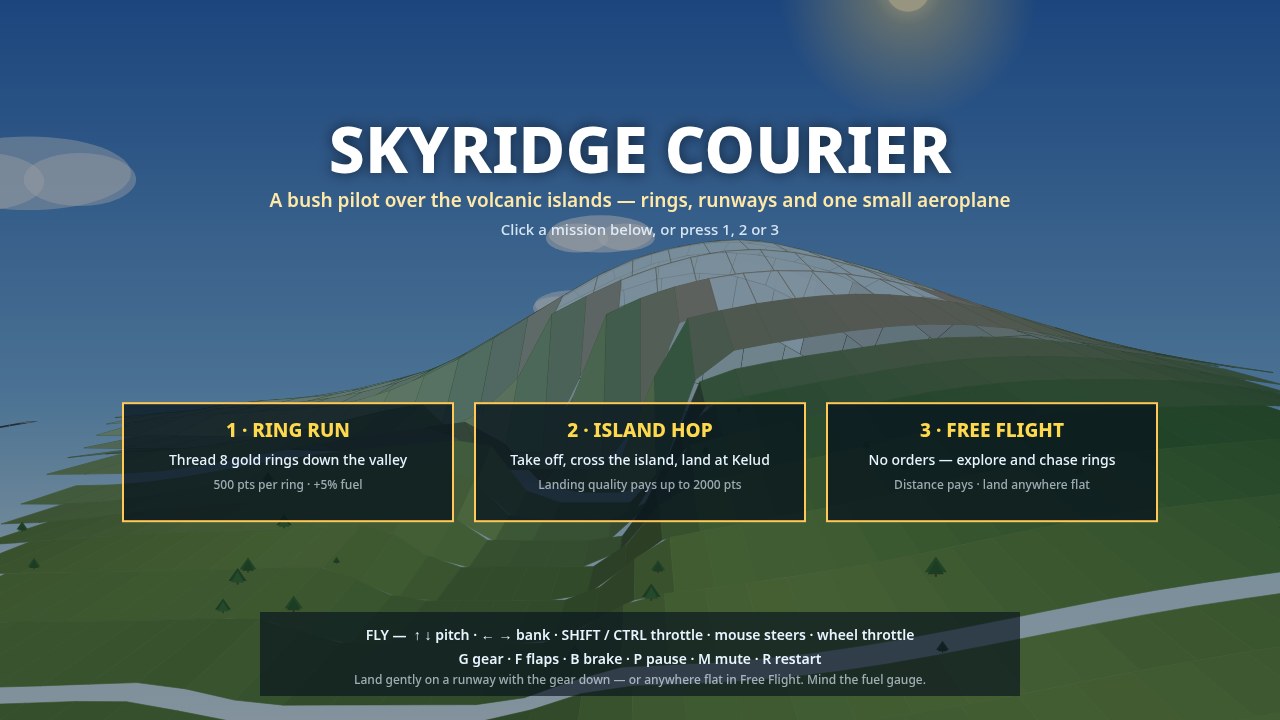 SKYRIDGE COURIER
A bush pilot over the volcanic islands — rings, runways and one small aeroplane
Click a mission below, or press 1, 2 or 3
1 · RING RUN
Thread 8 gold rings down the valley
500 pts per ring · +5% fuel
2 · ISLAND HOP
Take off, cross the island, land at Kelud
Landing quality pays up to 2000 pts
3 · FREE FLIGHT
No orders — explore and chase rings
Distance pays · land anywhere flat
FLY — ↑ ↓ pitch · ← → bank · SHIFT / CTRL throttle · mouse steers · wheel throttle
G gear · F flaps · B brake · P pause · M mute · R restart
Land gently on a runway with the gear down — or anywhere flat in Free Flight. Mind the fuel gauge.